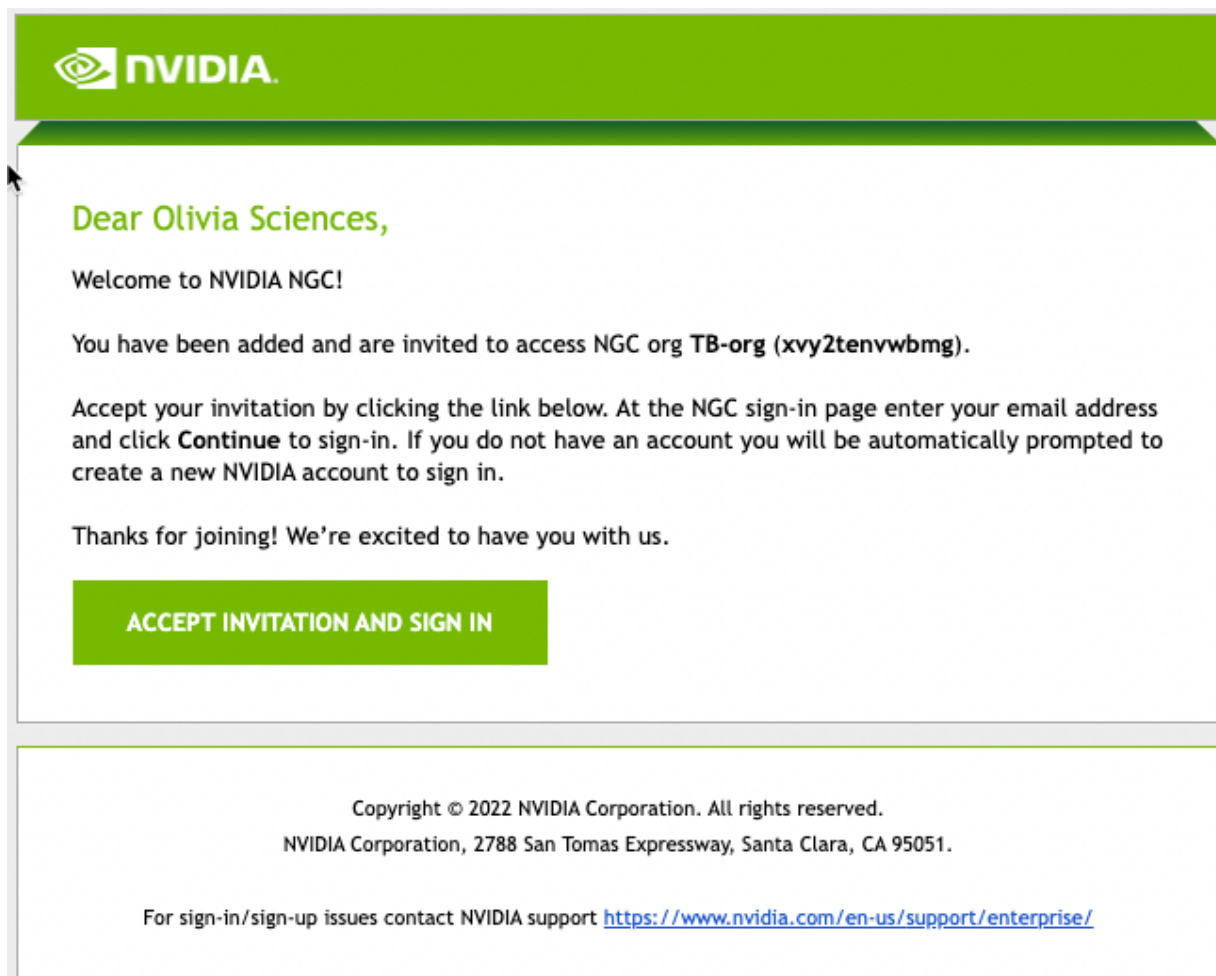 NVIDIA.
Dear Olivia Sciences,
Welcome to NVIDIA NGC!
You have been added and are invited to access NGC org TB-org (xvy2tenvwbmg).
Accept your invitation by clicking the link below. At the NGC sign-in page enter your email address
and click Continue to sign-in. If you do not have an account you will be automatically prompted to
create a new NVIDIA account to sign in.
Thanks for joining! We’re excited to have you with us.
ACCEPT INVITATION AND SIGN IN
Copyright © 2022 NVIDIA Corporation. All rights reserved.
NVIDIA Corporation, 2788 San Tomas Expressway, Santa Clara, CA 95051.
For sign-in/sign-up issues contact NVIDIA support https://www.nvidia.com/en-us/support/enterprise/